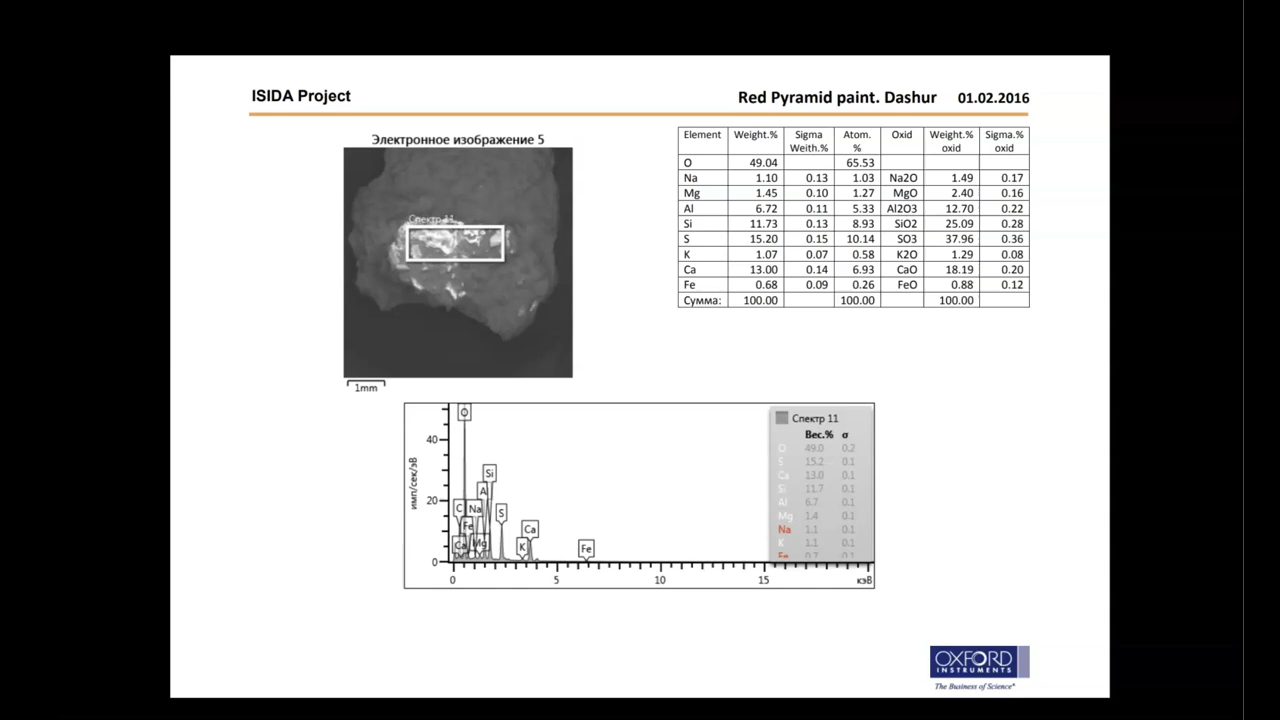 ISIDA Project
Red Pyramid paint. Dashur 01.02.2016
Электронное изображение 5
Спектр 11
1mm
Element Weight.% Sigma Weith.% Atom. % Oxid Weight.% oxid Sigma.% oxid
O 49.04 65.53
Na 1.10 0.13 1.03 Na2O 1.49 0.17
Mg 1.45 0.10 1.27 MgO 2.40 0.16
Al 6.72 0.11 5.33 Al2O3 12.70 0.22
Si 11.73 0.13 8.93 SiO2 25.09 0.28
S 15.20 0.15 10.14 SO3 37.96 0.36
K 1.07 0.07 0.58 K2O 1.29 0.08
Ca 13.00 0.14 6.93 CaO 18.19 0.20
Fe 0.68 0.09 0.26 FeO 0.88 0.12
Сумма: 100.00 100.00 100.00
имп/сек/эВ
40
20
0
O
Si
A
C Na S
Fe Ca
Ca Mg K Fe
0 5 10 15 кэВ
Спектр 11
Вес.% σ
O 49.0 0.2
S 15.2 0.1
Ca 13.0 0.1
Si 11.7 0.1
Al 6.7 0.1
Mg 1.4 0.1
Na 1.1 0.1
K 1.1 0.1
Fe 0.7 0.1
OXFORD
INSTRUMENTS
The Business of Science®